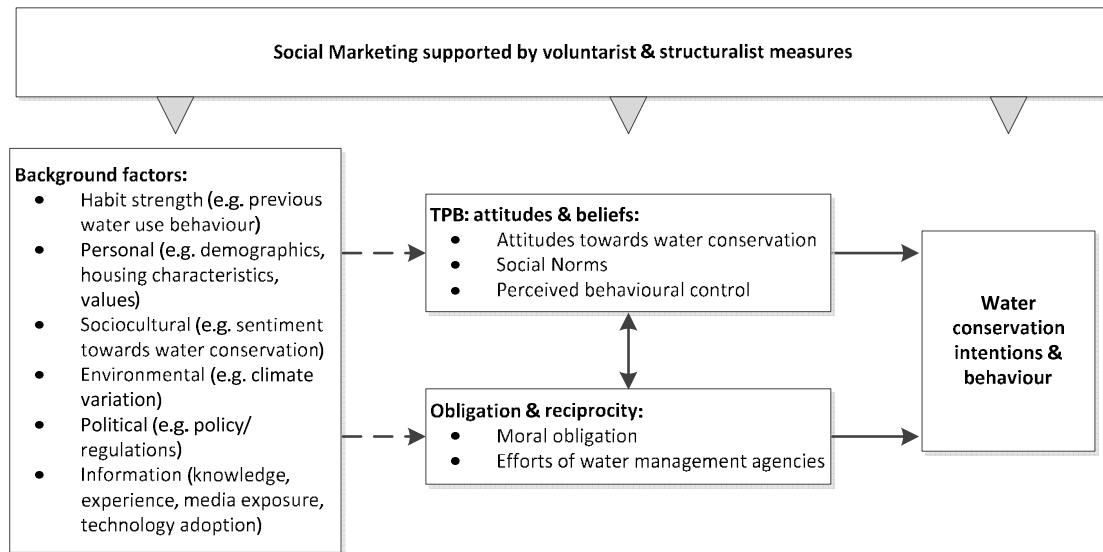 Social Marketing supported by voluntarist & structuralist measures
Background factors:
● Habit strength (e.g. previous
water use behaviour)
● Personal (e.g. demographics,
housing characteristics,
values)
● Sociocultural (e.g. sentiment
towards water conservation)
● Environmental (e.g. climate
variation)
● Political (e.g. policy/
regulations)
● Information (knowledge,
experience, media exposure,
technology adoption)
TPB: attitudes & beliefs:
● Attitudes towards water conservation
● Social Norms
● Perceived behavioural control
Obligation & reciprocity:
● Moral obligation
● Efforts of water management agencies
Water
conservation
intentions &
behaviour